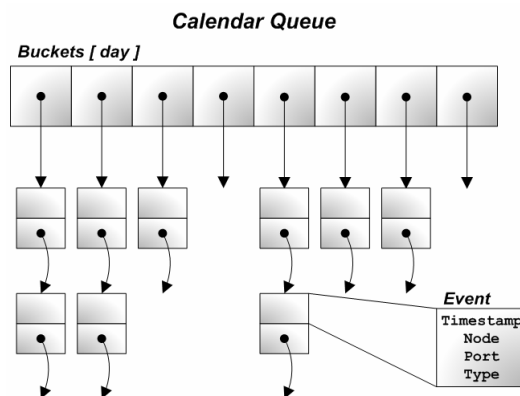 Calendar Queue
Buckets [ day ]
Event
Timestamp
Node
Port
Type